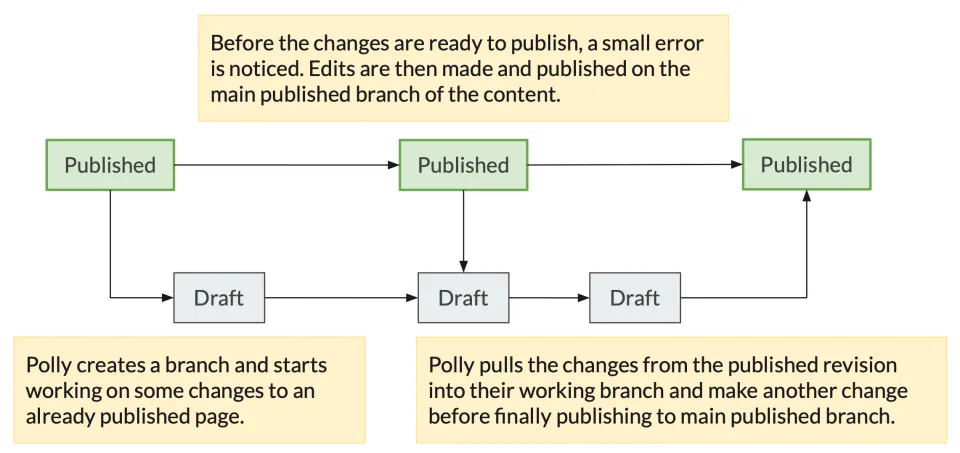 Before the changes are ready to publish, a small error
is noticed. Edits are then made and published on the
main published branch of the content.
Published
Published
Published
Draft
Draft
Draft
Polly creates a branch and starts
working on some changes to an
already published page.
Polly pulls the changes from the published revision
into their working branch and make another change
before finally publishing to main published branch.